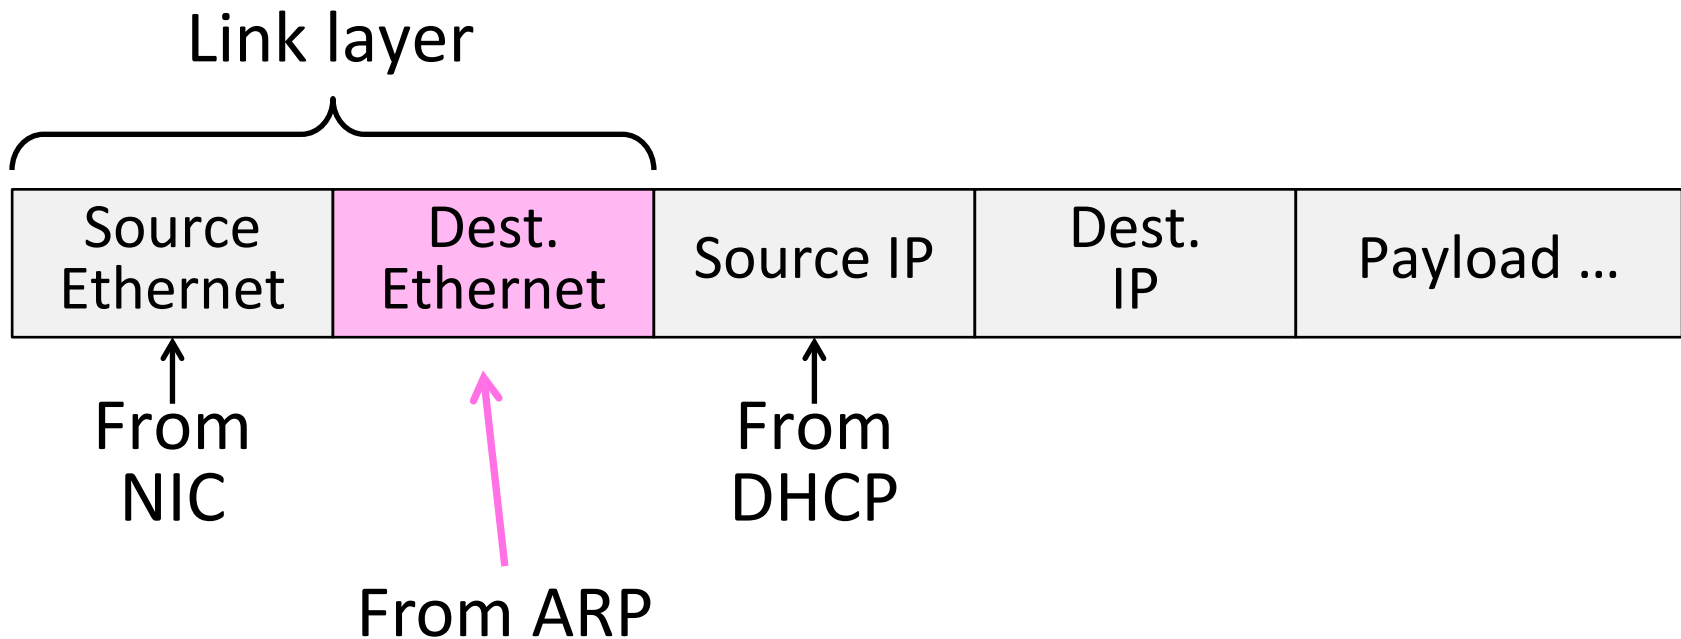 Link layer
Source
Ethernet
Dest.
Ethernet
Source IP
Dest.
IP
Payload ...
From
NIC
From ARP
From
DHCP